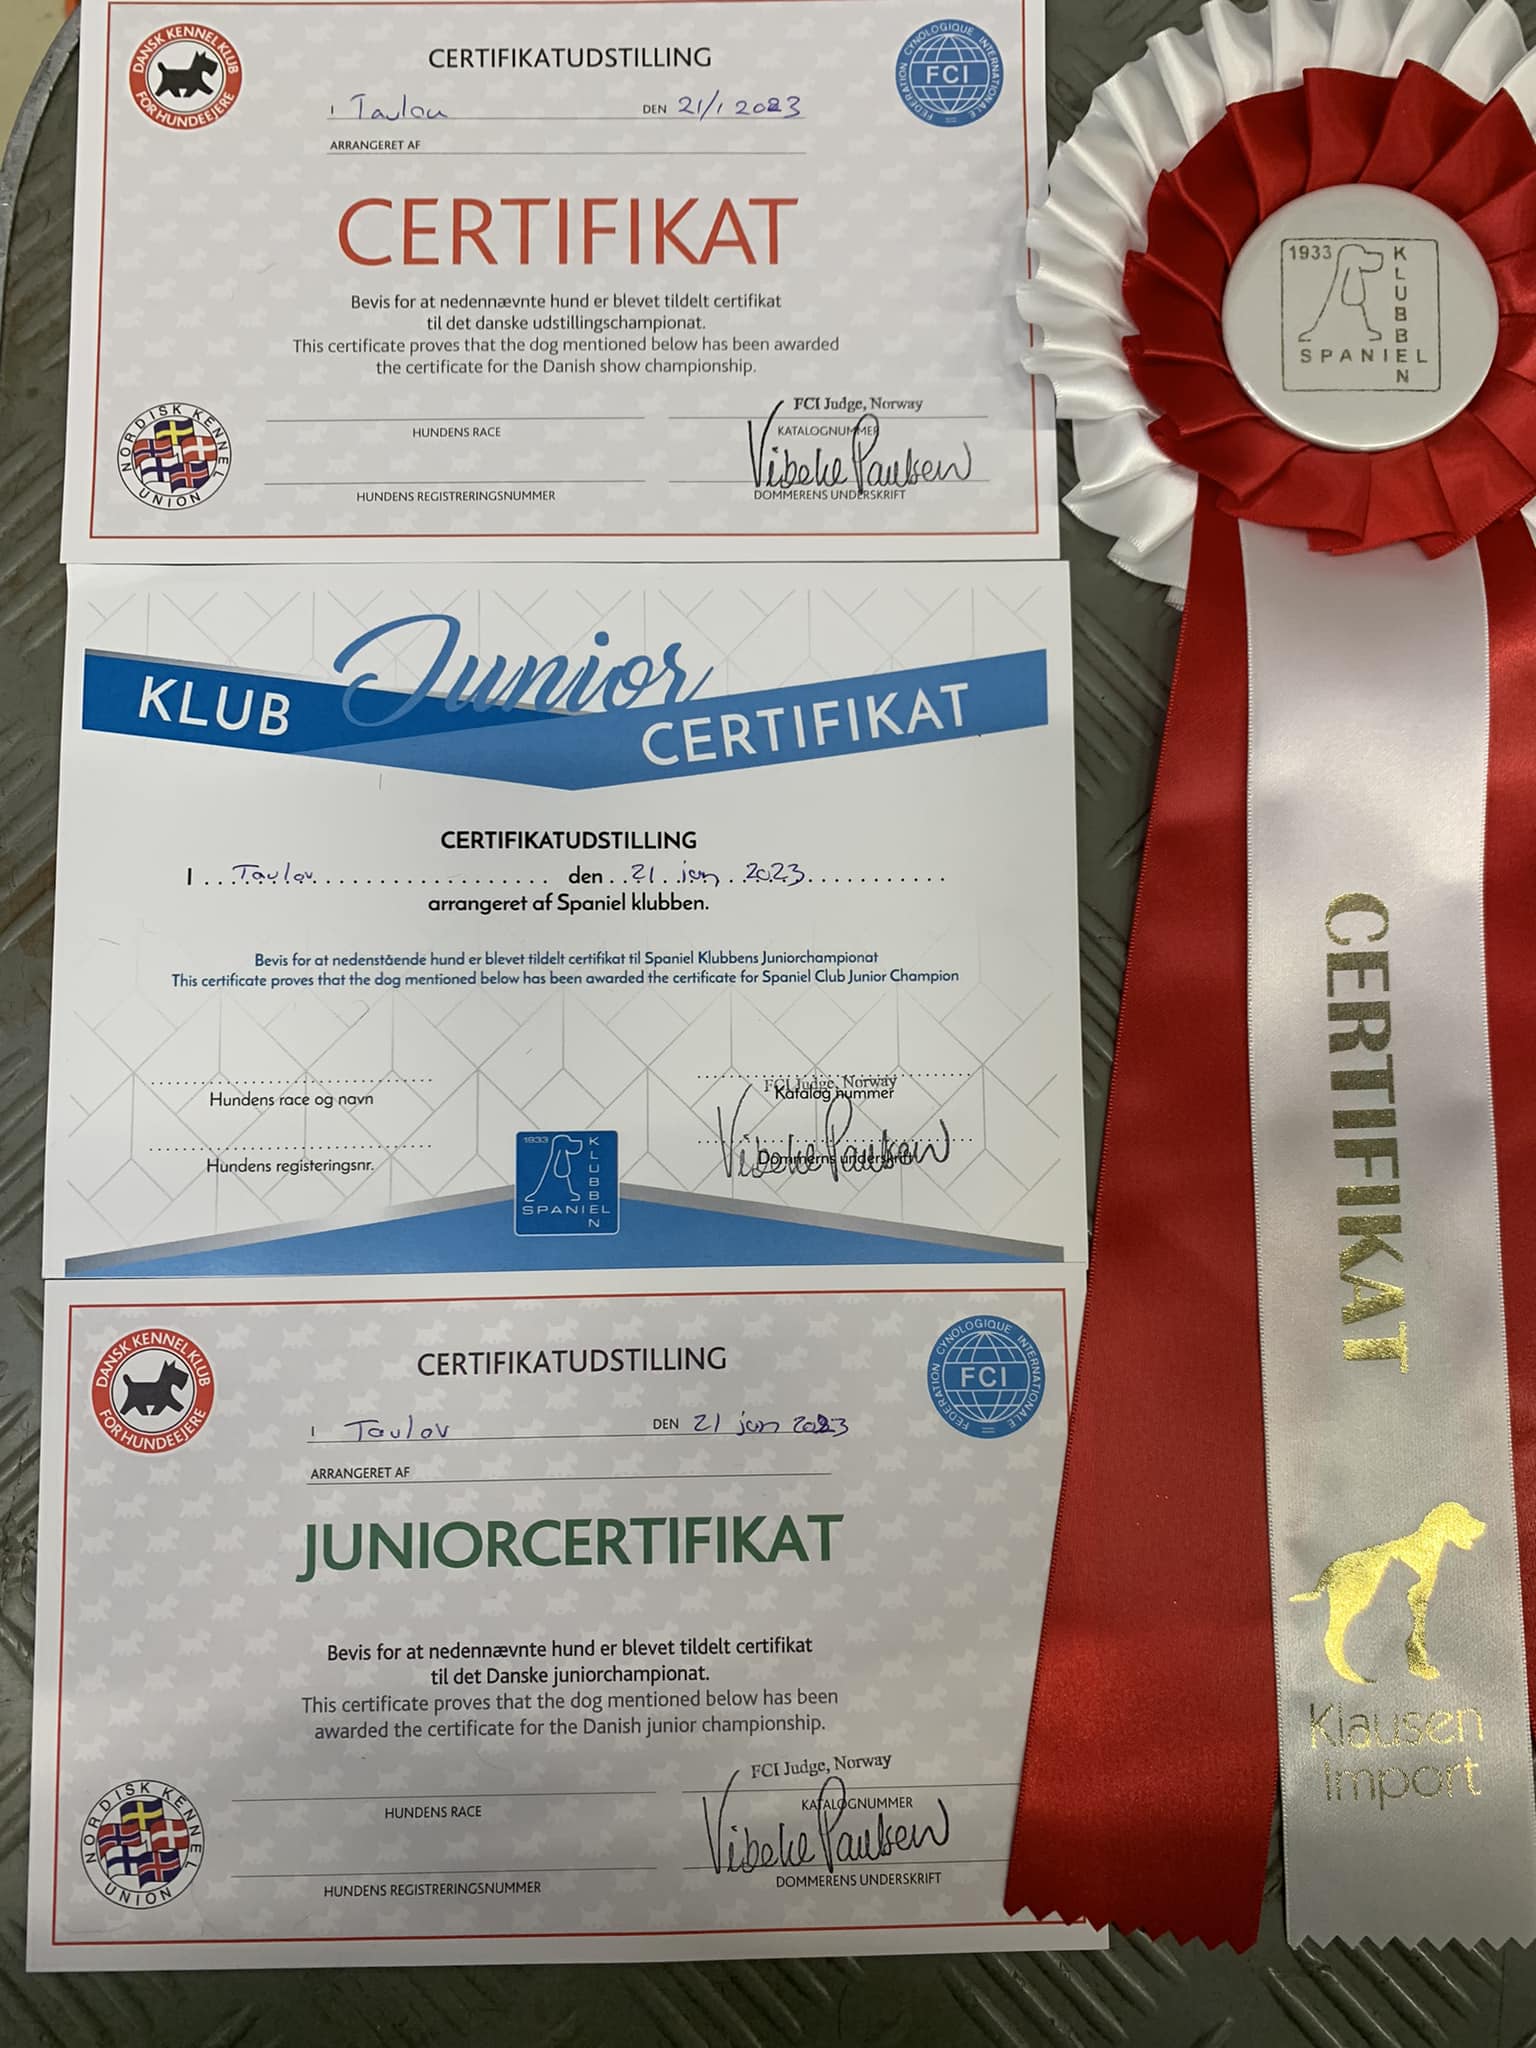 DANSK KENNEL KLUB
FOR HUNDEEJERE
CERTIFIKATUDSTILLING
FEDERATION CYNOLOGIQUE INTERNATIONALE
FCI
I Taulov DEN 21/1 2023
ARRANGERET AF
CERTIFIKAT
Bevis for at nedennævnte hund er blevet tildelt certifikat
til det danske udstillingschampionat.
This certificate proves that the dog mentioned below has been awarded
the certificate for the Danish show championship.
NORDISK KENNEL UNION
FCI Judge, Norway
HUNDENS RACE
KATALOGNUMMER
Vibeke Paulsen
HUNDENS REGISTRERINGSNUMMER
DOMMERENS UNDERSKRIFT
KLUB Junior CERTIFIKAT
CERTIFIKATUDSTILLING
I Taulov den 21 jan 2023
arrangeret af Spaniel klubben.
Bevis for at nedenstående hund er blevet tildelt certifikat til Spaniel Klubbens Juniorchampionat
This certificate proves that the dog mentioned below has been awarded the certificate for Spaniel Club Junior Champion
FCI Judge, Norway
Hundens race og navn
Katalog nummer
Vibeke Paulsen
Hundens registeringsnr.
Dommerns underskrift
1933
KLUBBEN
SPANIEL
DANSK KENNEL KLUB
FOR HUNDEEJERE
CERTIFIKATUDSTILLING
FEDERATION CYNOLOGIQUE INTERNATIONALE
FCI
I Taulov DEN 21 jan 2023
ARRANGERET AF
JUNIORCERTIFIKAT
Bevis for at nedennævnte hund er blevet tildelt certifikat
til det Danske juniorchampionat.
This certificate proves that the dog mentioned below has been
awarded the certificate for the Danish junior championship.
NORDISK KENNEL UNION
FCI Judge, Norway
HUNDENS RACE
KATALOGNUMMER
Vibeke Paulsen
HUNDENS REGISTRERINGSNUMMER
DOMMERENS UNDERSKRIFT
1933
KLUBBEN
SPANIEL
CERTIFIKAT
Klausen
Import